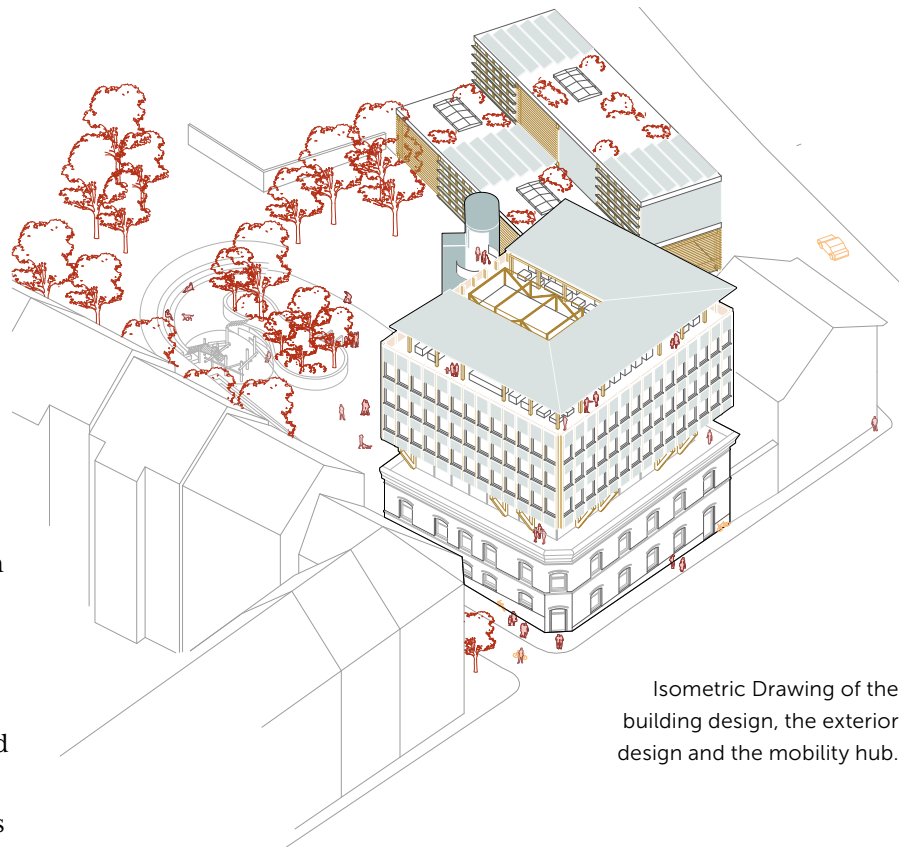 Isometric Drawing of the
building design, the exterior
design and the mobility hub.